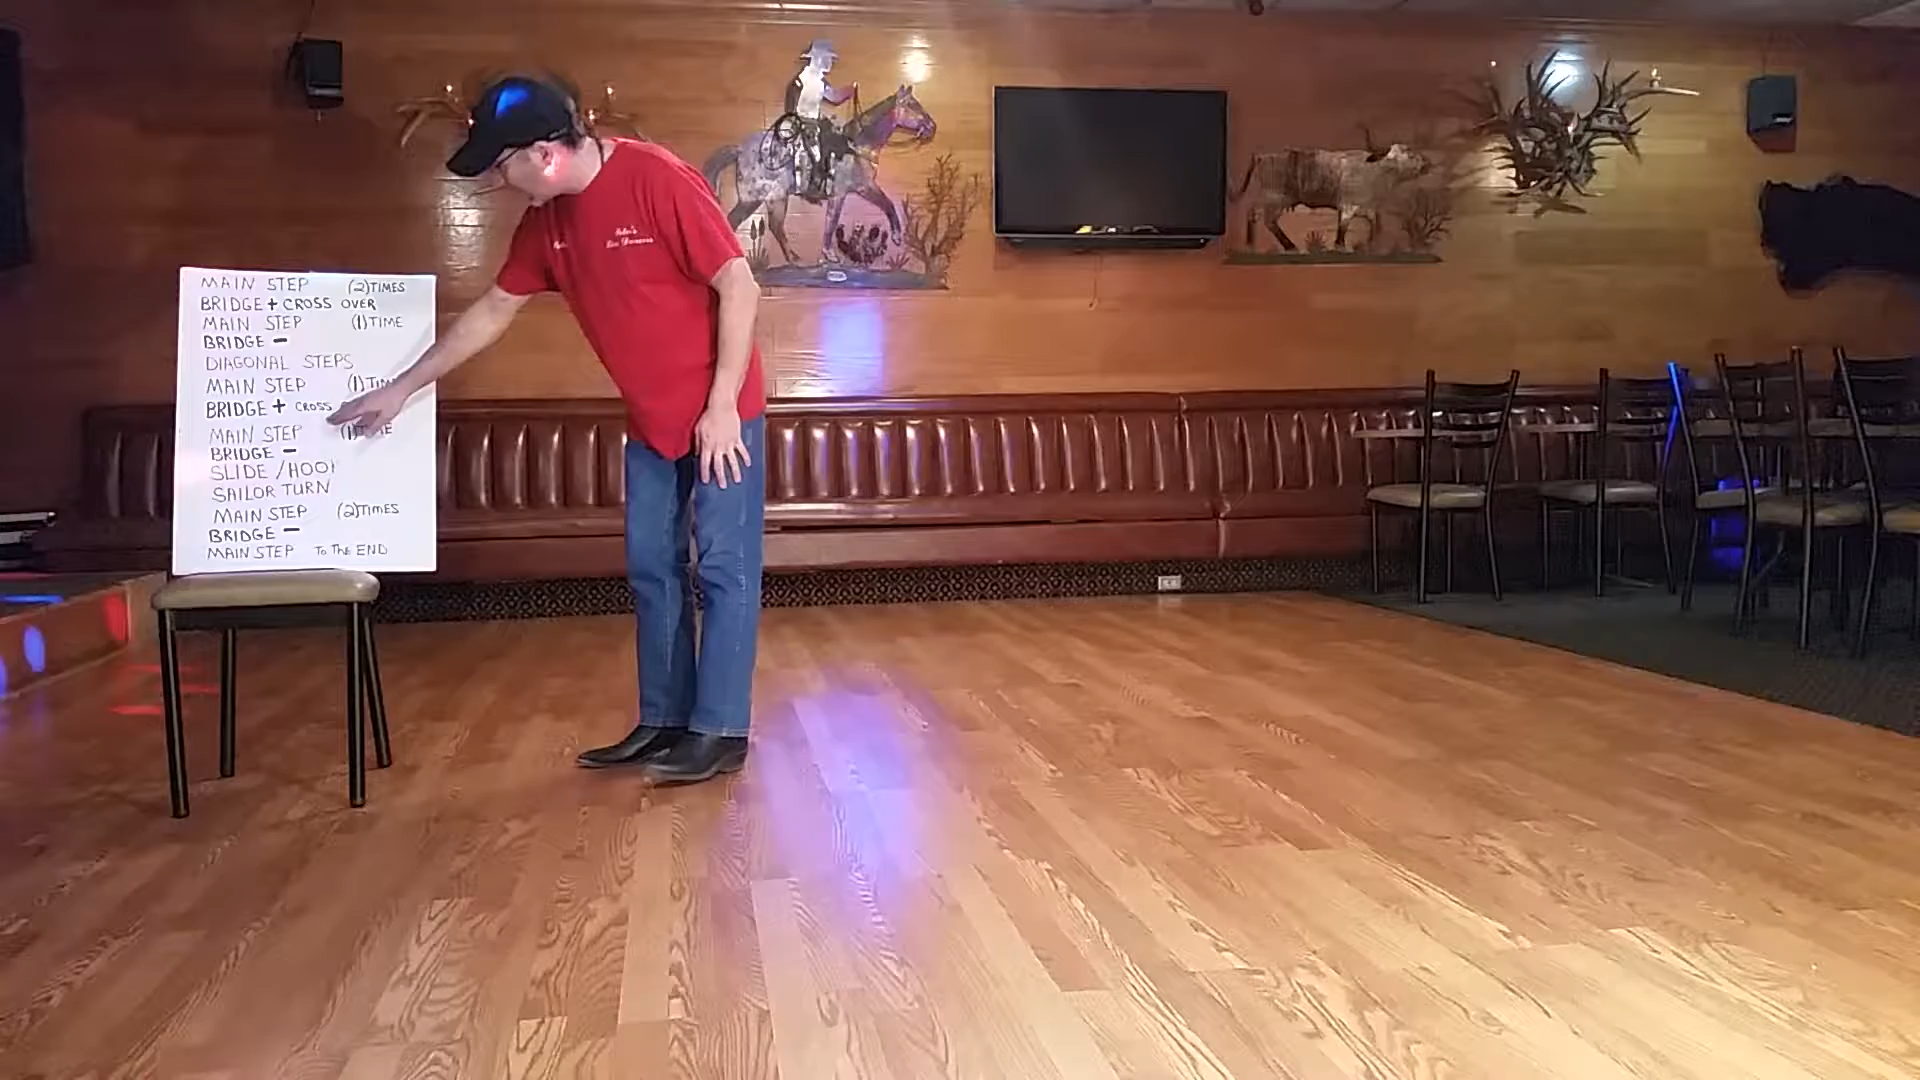 MAIN STEP (2)TIMES
BRIDGE + CROSS OVER
MAIN STEP (1)TIME
BRIDGE -
DIAGONAL STEPS
MAIN STEP
BRIDGE + CROSS
MAIN STEP
BRIDGE -
SLIDE /
SAILOR TURN
MAIN STEP (2)TIMES
BRIDGE -
MAIN STEP TO THE END